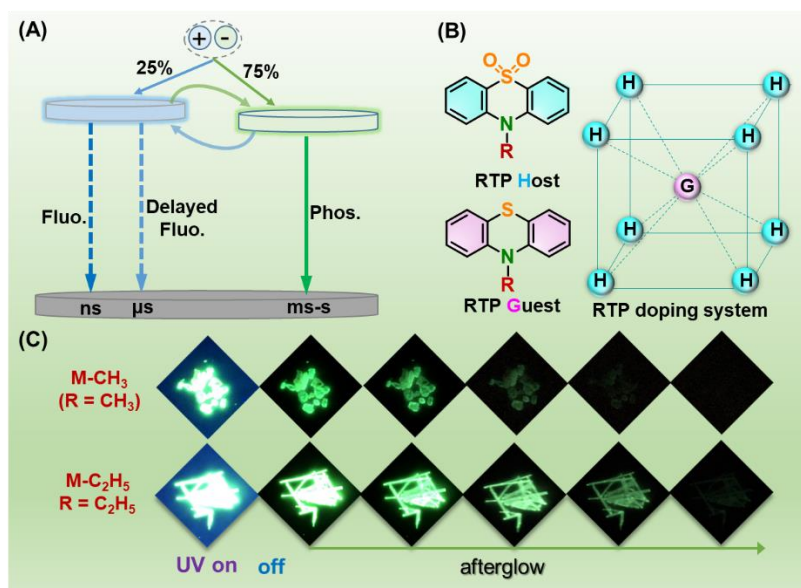 (A)
+ -
25% 75%
Fluo.
Delayed
Fluo.
Phos.
ns μs ms-s
(B)
O O
S
N
R
RTP Host
S
N
R
RTP Guest
H H
H H
G
H H
H H
RTP doping system
(C)
M-CH₃
(R = CH₃)
M-C₂H₅
R = C₂H₅
UV on off afterglow